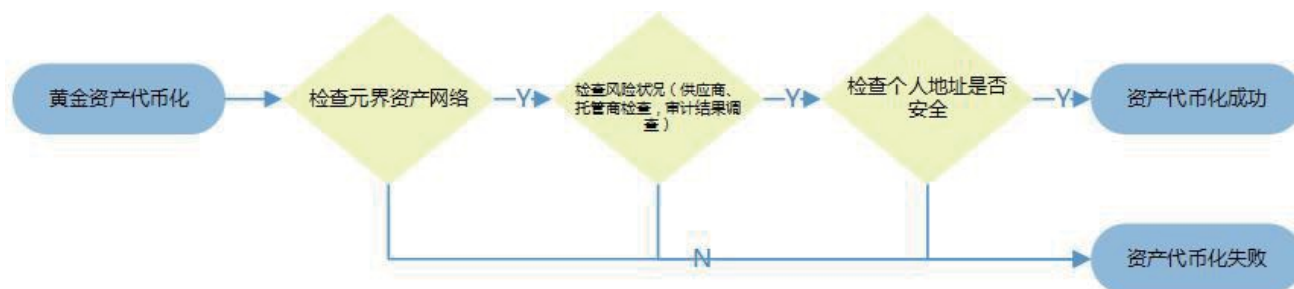 黄金资产代币化
检查元界资产网络
Y
检查风险状况（供应商、
托管商检查，审计结果调
查）
Y
检查个人地址是否
安全
Y
资产代币化成功
N
资产代币化失败